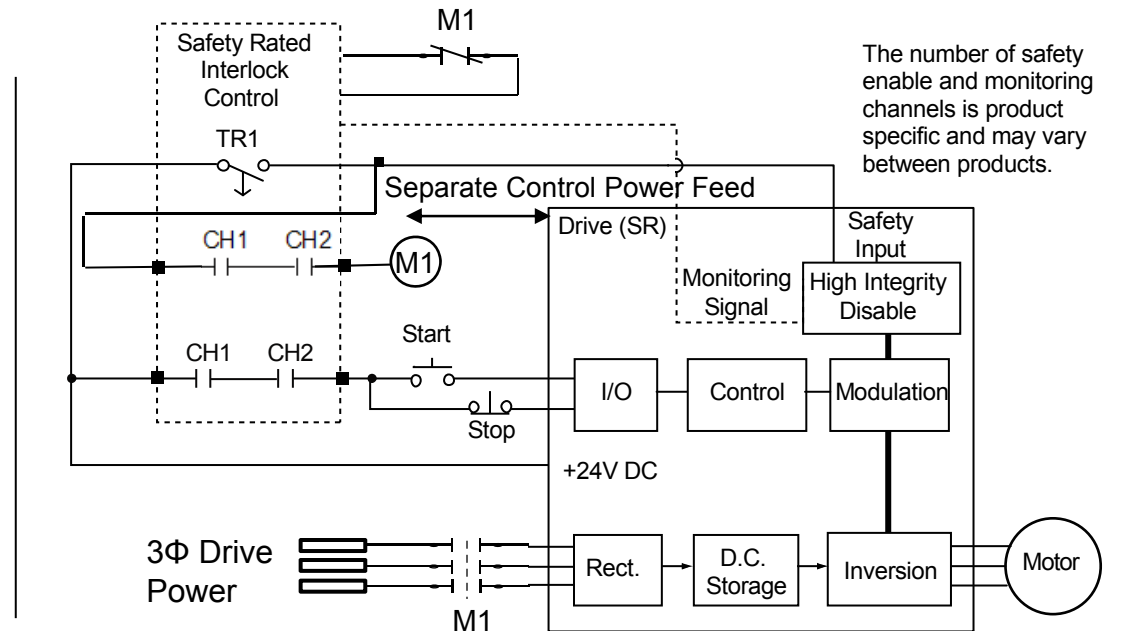 M1
Safety Rated
Interlock
Control
The number of safety
enable and monitoring
channels is product
specific and may vary
between products.
TR1
Separate Control Power Feed
Drive (SR)
Safety
Input
CH1
CH2
M1
Monitoring
Signal
High Integrity
Disable
Start
CH1
CH2
I/O
Control
Modulation
Stop
+24V DC
3Φ Drive
Power
Rect.
D.C.
Storage
Inversion
Motor
M1